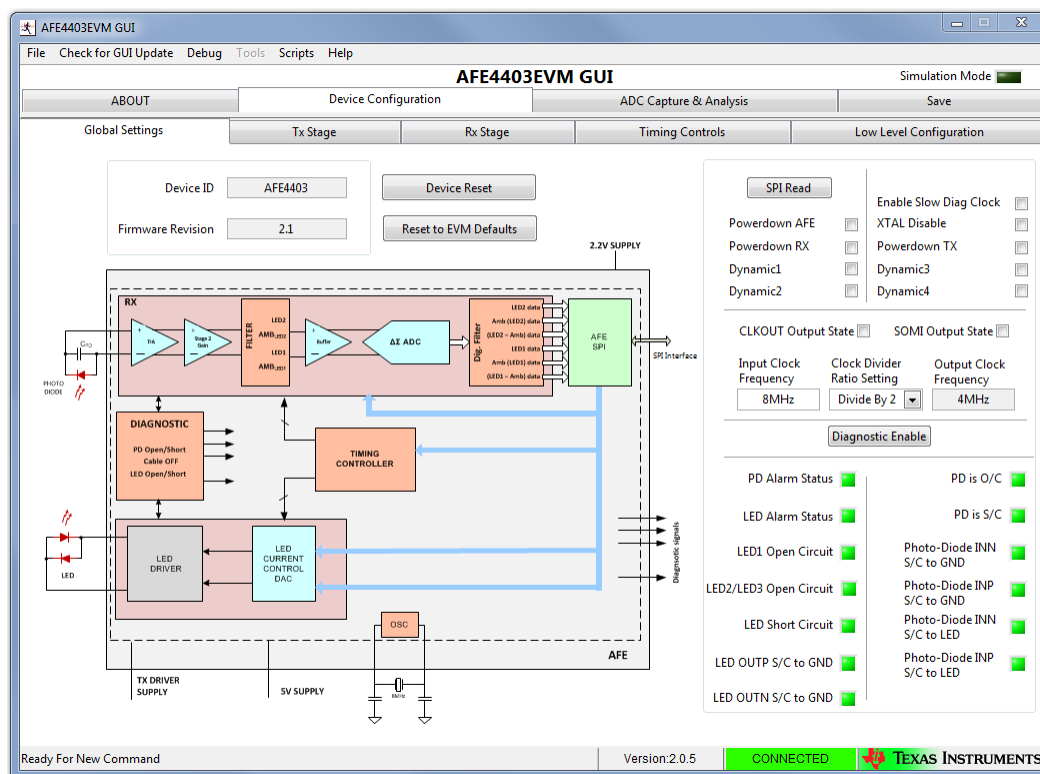 AFE4403EVM GUI
File Check for GUI Update Debug Tools Scripts Help
AFE4403EVM GUI
Simulation Mode
ABOUT Device Configuration ADC Capture & Analysis Save
Global Settings Tx Stage Rx Stage Timing Controls Low Level Configuration
Device ID AFE4403 Device Reset
Firmware Revision 2.1 Reset to EVM Defaults
2.2V SUPPLY
RX
TIA
Stage 2
Gain
FILTER
LED2
AMBLED2
LED1
AMBLED1
Buffer
ΔΣ ADC
Dig. Filter
LED2 data
Amb (LED2) data
(LED2 – Amb) data
LED1 data
Amb (LED1) data
(LED1 – Amb) data
AFE
SPI
SPI Interface
CPD
PHOTO
DIODE
DIAGNOSTIC
PD Open/Short
Cable OFF
LED Open/Short
TIMING
CONTROLLER
LED
DRIVER
LED
CURRENT
CONTROL
DAC
LED
Diagnostic signals
OSC
8MHz
AFE
TX DRIVER
SUPPLY
5V SUPPLY
SPI Read
Enable Slow Diag Clock
Powerdown AFE XTAL Disable
Powerdown RX Powerdown TX
Dynamic1 Dynamic3
Dynamic2 Dynamic4
CLKOUT Output State SOMI Output State
Input Clock
Frequency
8MHz
Clock Divider
Ratio Setting
Divide By 2
Output Clock
Frequency
4MHz
Diagnostic Enable
PD Alarm Status
LED Alarm Status
LED1 Open Circuit
LED2/LED3 Open Circuit
LED Short Circuit
LED OUTP S/C to GND
LED OUTN S/C to GND
PD is O/C
PD is S/C
Photo-Diode INN
S/C to GND
Photo-Diode INP
S/C to GND
Photo-Diode INN
S/C to LED
Photo-Diode INP
S/C to LED
Ready For New Command Version:2.0.5 CONNECTED TEXAS INSTRUMENTS